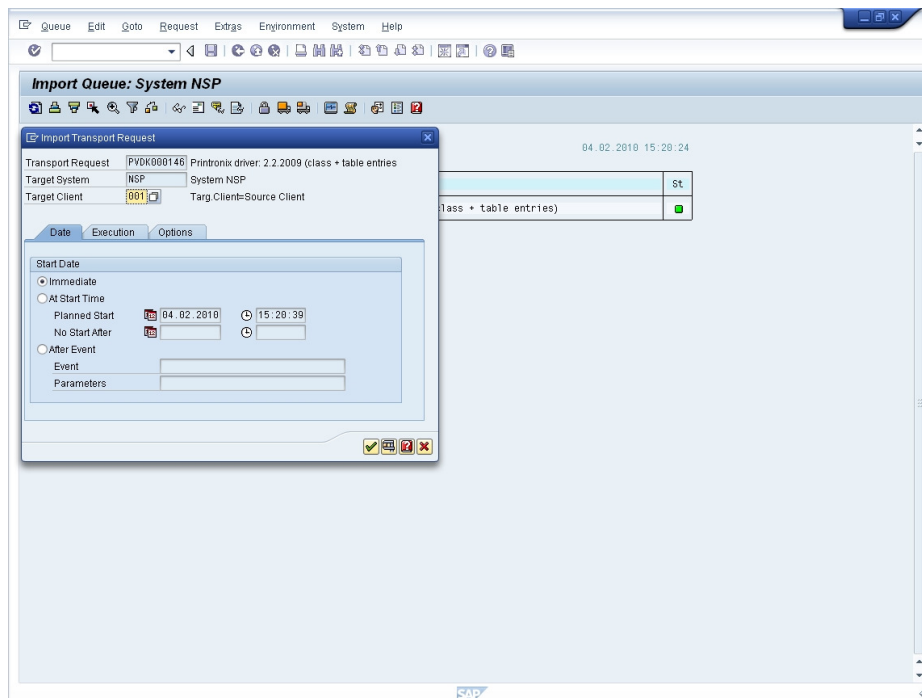 Queue Edit Goto Request Extras Environment System Help
Import Queue: System NSP
Import Transport Request
04.02.2010 15:20:24
Transport Request PVDK000146 Printronix driver: 2.2.2009 (class + table entries
Target System NSP System NSP
St
Target Client 001 Targ.Client=Source Client
class + table entries)
Date Execution Options
Start Date
Immediate
At Start Time
Planned Start 04.02.2010 15:20:39
No Start After
After Event
Event
Parameters
SAP